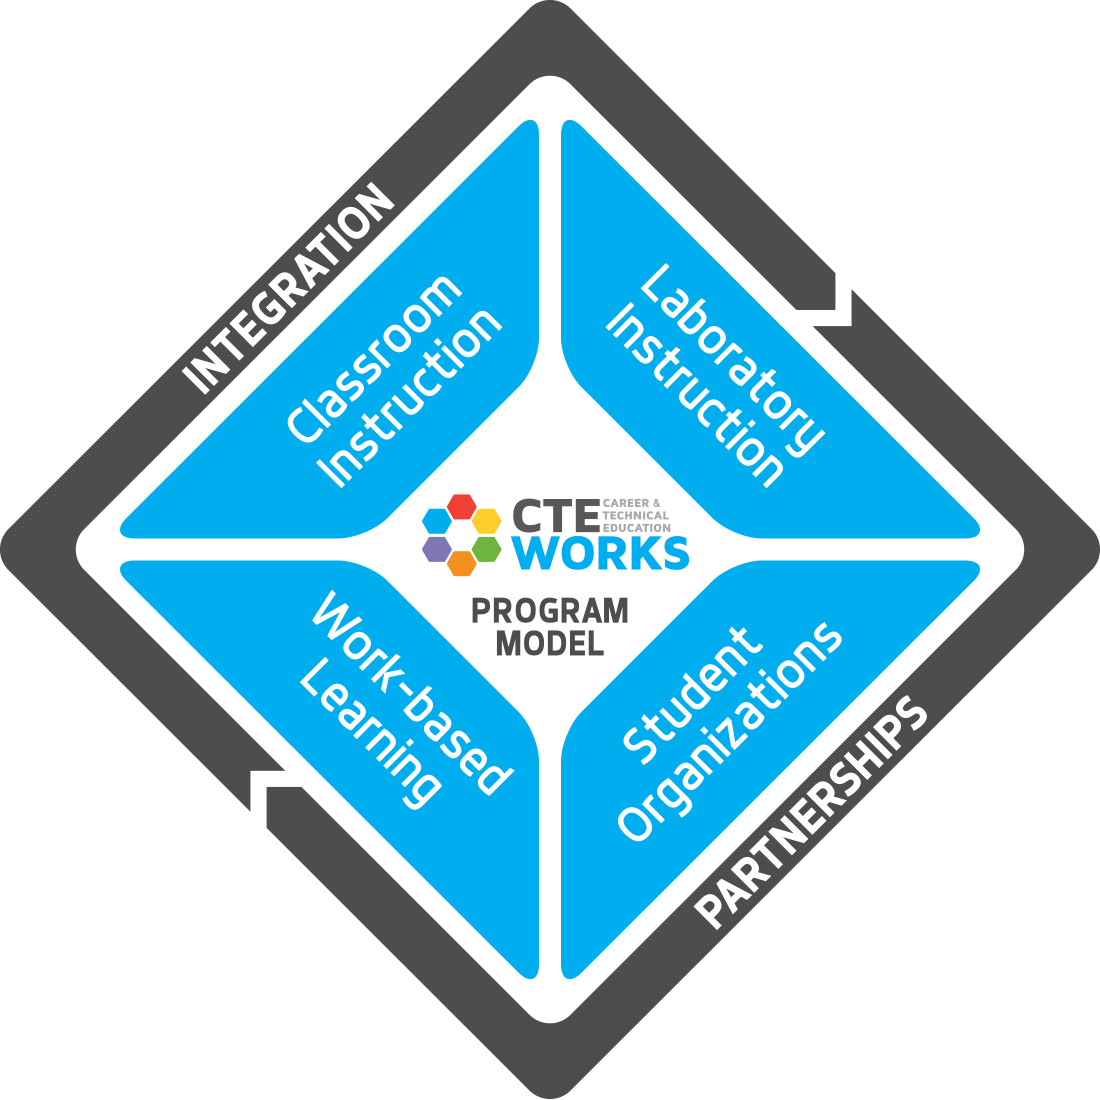 INTEGRATION
Classroom
Instruction
Laboratory
Instruction
CTE
CAREER &
TECHNICAL
EDUCATION
WORKS
PROGRAM
MODEL
Work-based
Learning
Student
Organizations
PARTNERSHIPS